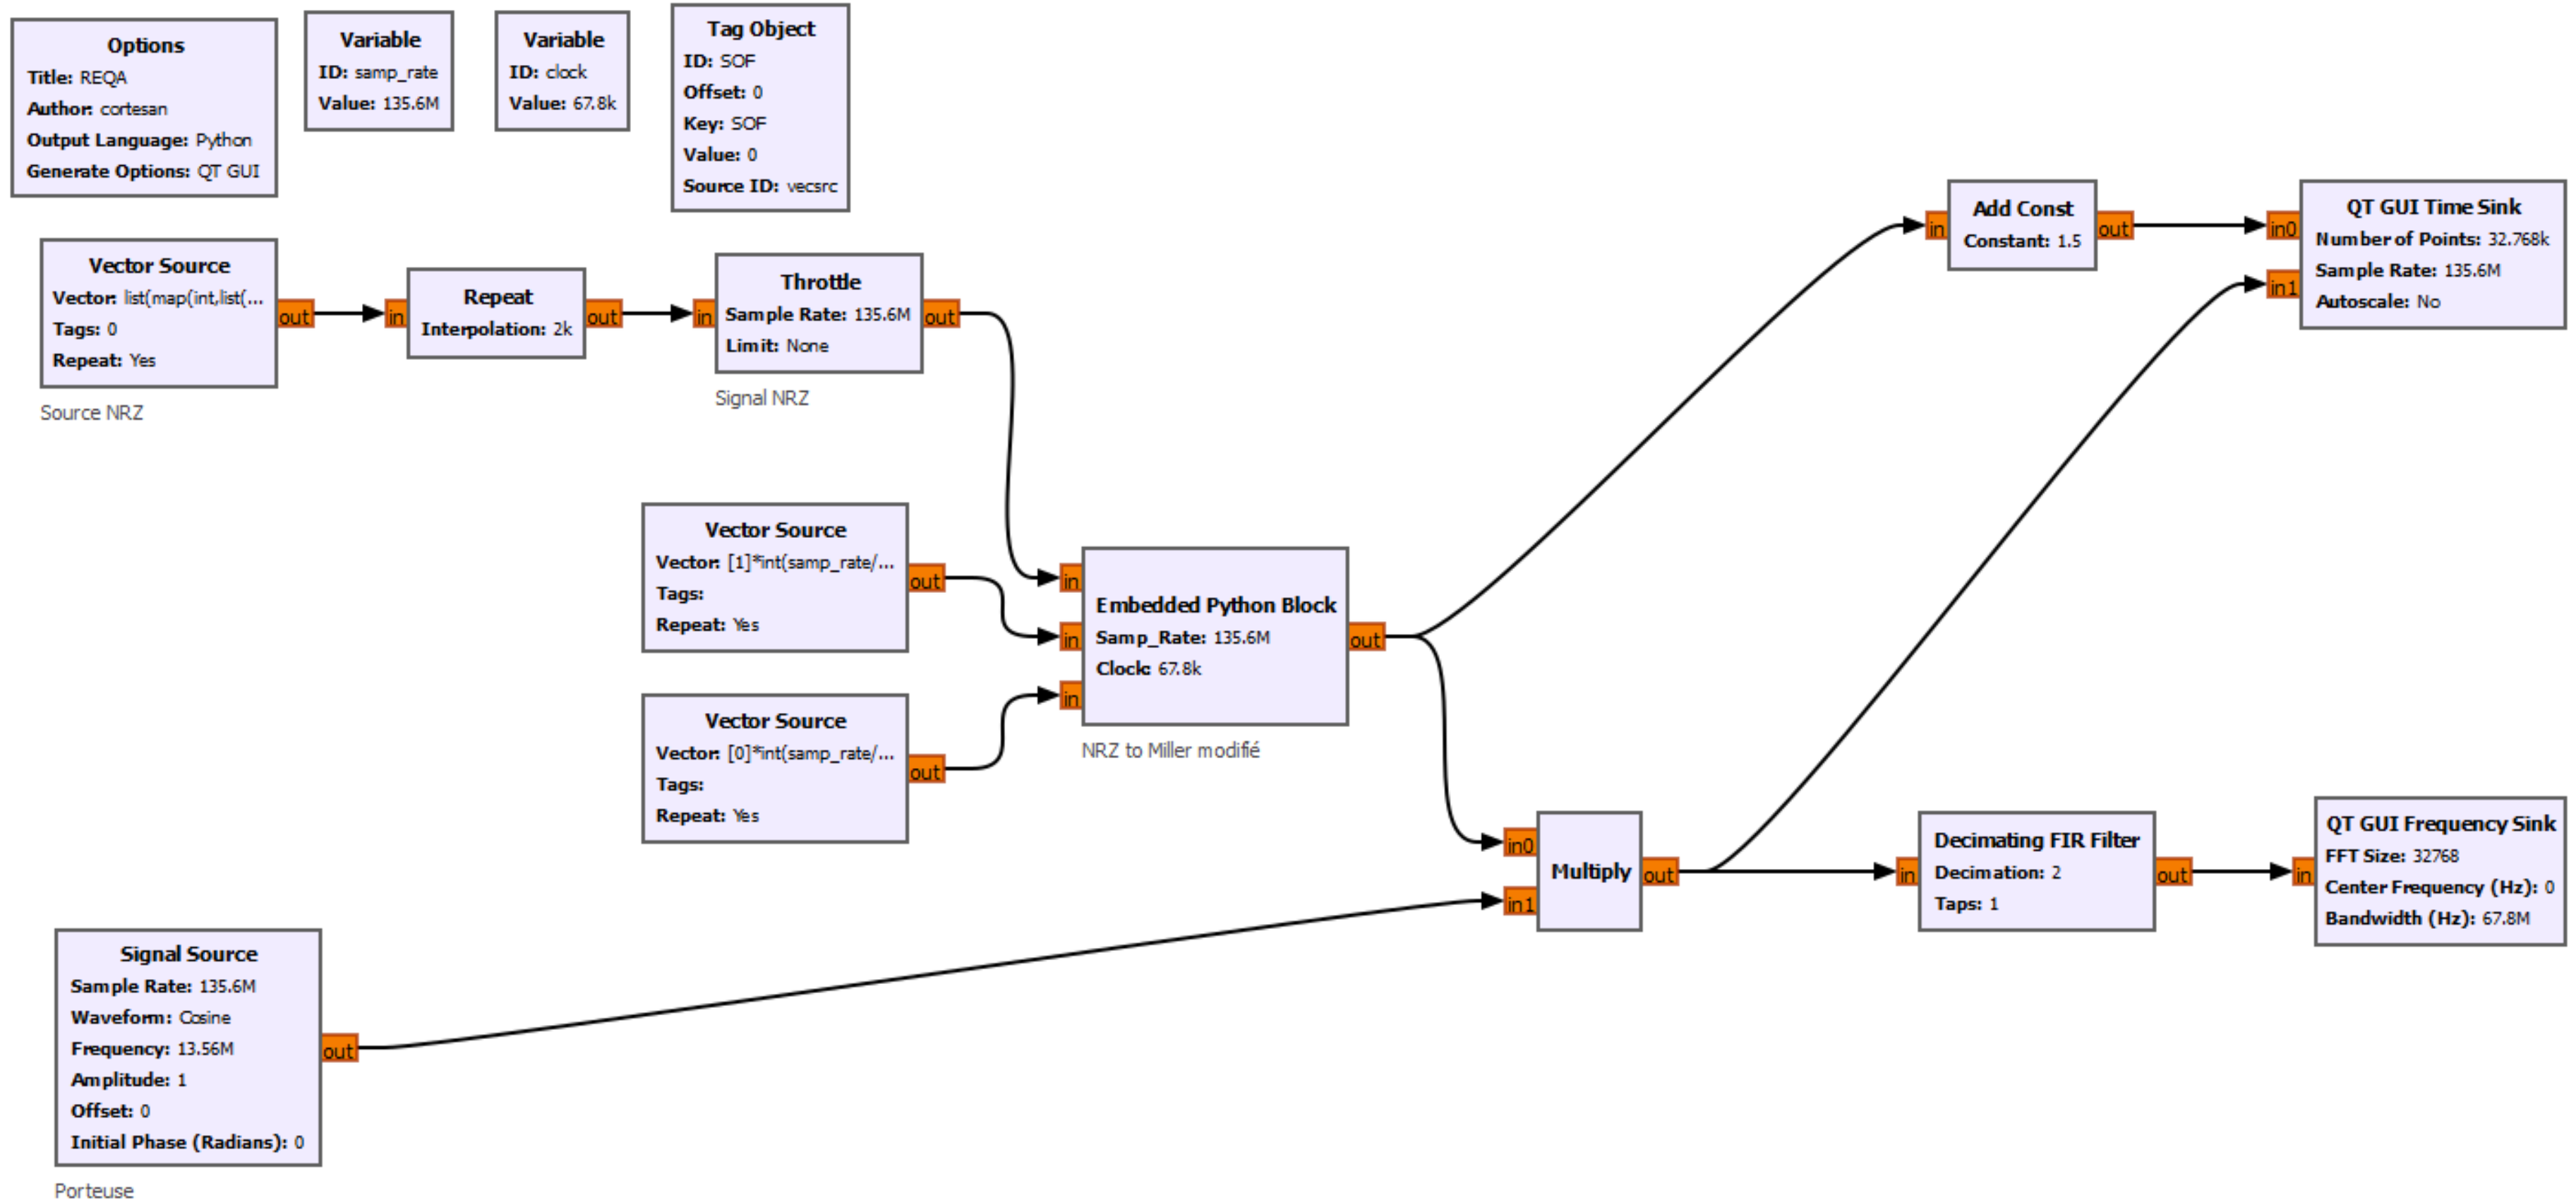 Options
Title: REQA
Author: cortesan
Output Language: Python
Generate Options: QT GUI
Variable
ID: samp_rate
Value: 135.6M
Variable
ID: clock
Value: 67.8k
Tag Object
ID: SOF
Offset: 0
Key: SOF
Value: 0
Source ID: vecsrc
Vector Source
Vector: list(map(int,list(...
Tags: 0
Repeat: Yes
out
Source NRZ
in
Repeat
Interpolation: 2k
out
in
Throttle
Sample Rate: 135.6M
Limit: None
out
Signal NRZ
Vector Source
Vector: [1]*int(samp_rate/...
Tags:
Repeat: Yes
out
Vector Source
Vector: [0]*int(samp_rate/...
Tags:
Repeat: Yes
out
in
in
in
Embedded Python Block
Samp_Rate: 135.6M
Clock: 67.8k
out
NRZ to Miller modifié
in
Add Const
Constant: 1.5
out
in0
in1
QT GUI Time Sink
Number of Points: 32.768k
Sample Rate: 135.6M
Autoscale: No
Signal Source
Sample Rate: 135.6M
Waveform: Cosine
Frequency: 13.56M
Amplitude: 1
Offset: 0
Initial Phase (Radians): 0
out
Porteuse
in0
in1
Multiply
out
in
Decimating FIR Filter
Decimation: 2
Taps: 1
out
in
QT GUI Frequency Sink
FFT Size: 32768
Center Frequency (Hz): 0
Bandwidth (Hz): 67.8M